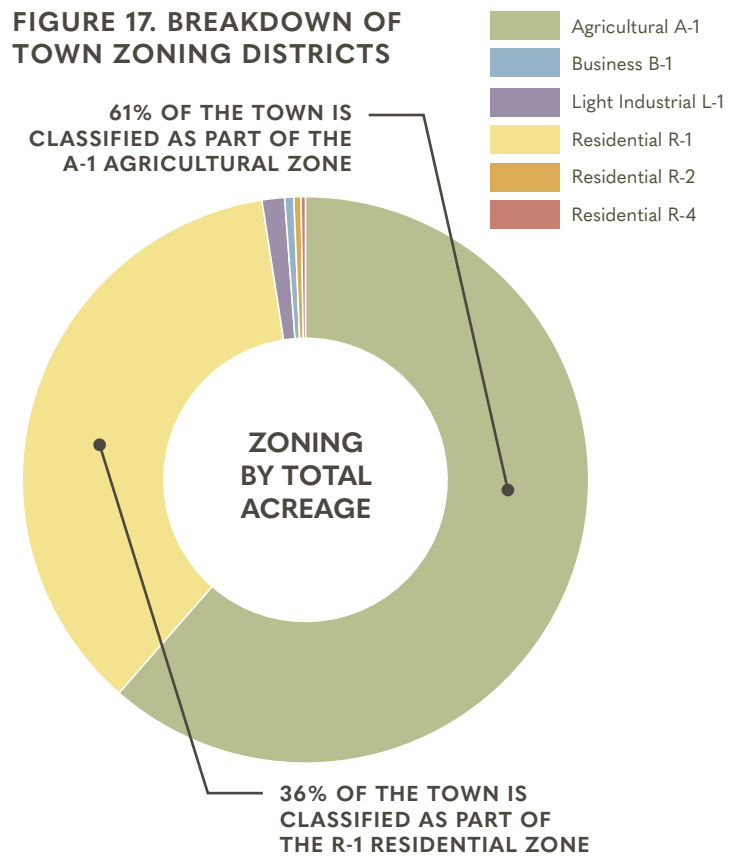 FIGURE 17. BREAKDOWN OF
TOWN ZONING DISTRICTS
Agricultural A-1
Business B-1
Light Industrial L-1
Residential R-1
Residential R-2
Residential R-4
61% OF THE TOWN IS
CLASSIFIED AS PART OF THE
A-1 AGRICULTURAL ZONE
ZONING
BY TOTAL
ACREAGE
36% OF THE TOWN IS
CLASSIFIED AS PART OF
THE R-1 RESIDENTIAL ZONE